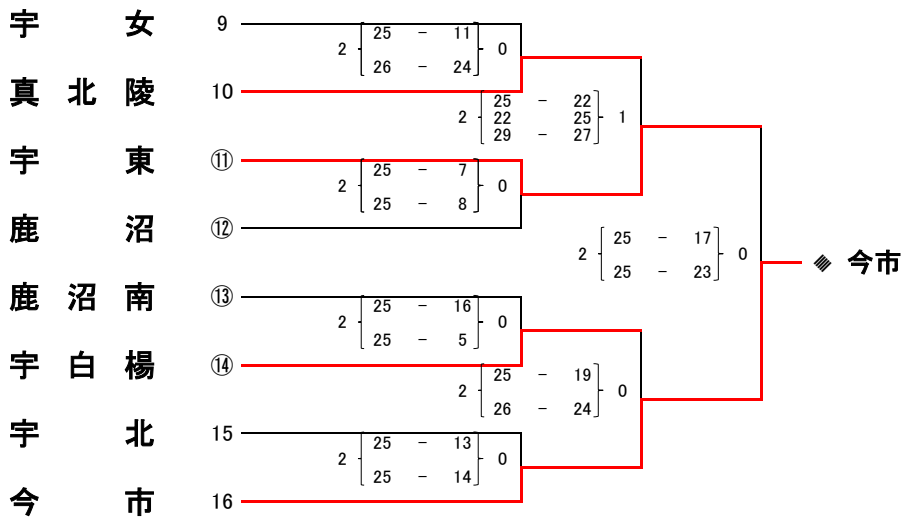 宇女 9
2 25 − 11 0
26 − 24
真北陵 10
2 25 − 22 1
22 25
29 − 27
宇東 ⑪
2 25 − 7 0
25 − 8
鹿沼 ⑫
2 25 − 17 0
25 − 23
◈ 今市
鹿沼南 ⑬
2 25 − 16 0
25 − 5
宇白楊 ⑭
2 25 − 19 0
26 − 24
宇北 15
2 25 − 13 0
25 − 14
今市 16